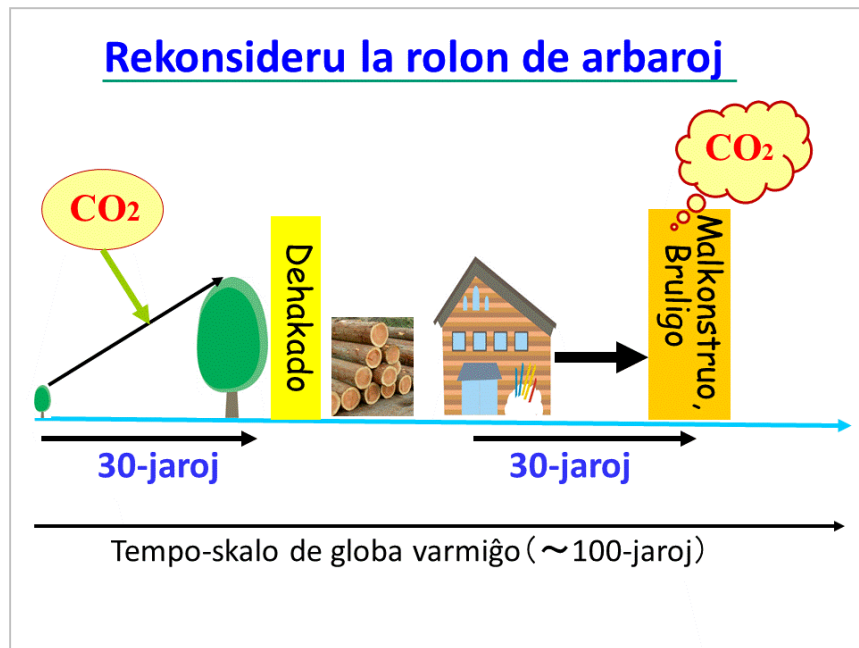 Rekonsideru la rolon de arbaroj
CO2
CO2
Dehakado
Malkonstruo,
Bruligo
30-jaroj
30-jaroj
Tempo-skalo de globa varmiĝo（～100-jaroj）